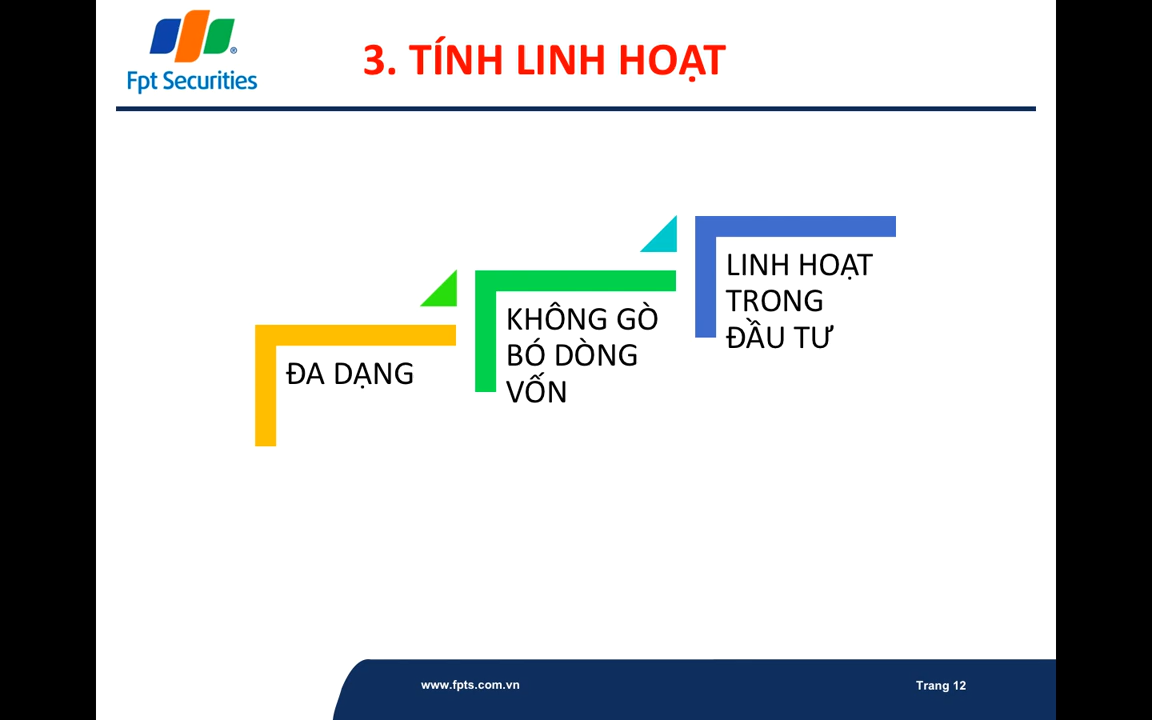 Fpt Securities
3. TÍNH LINH HOẠT
ĐA DẠNG
KHÔNG GÒ
BÓ DÒNG
VỐN
LINH HOẠT
TRONG
ĐẦU TƯ
www.fpts.com.vn
Trang 12